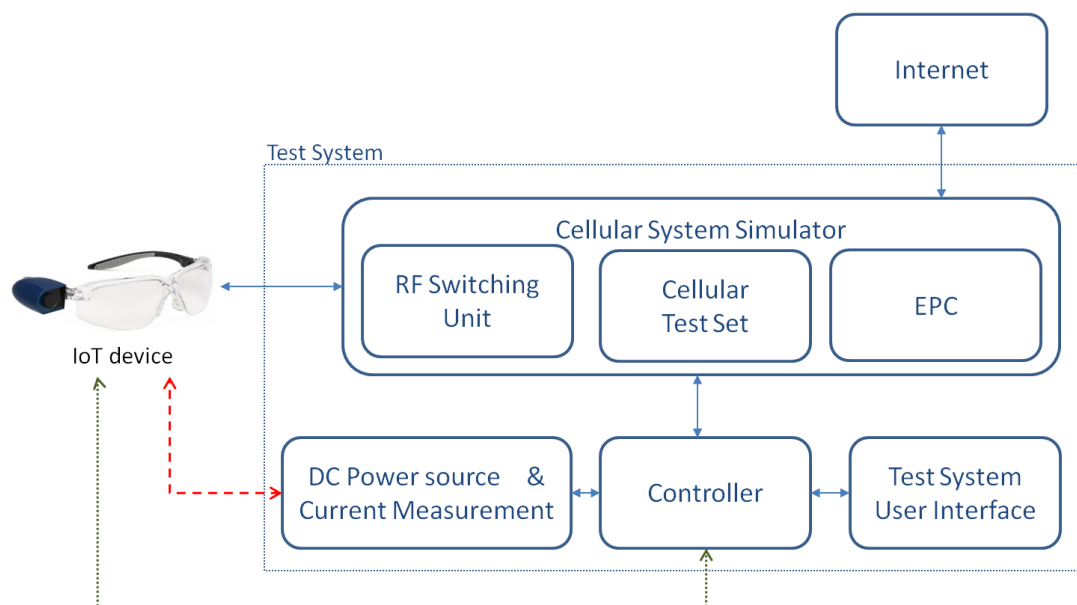 Internet
Test System
Cellular System Simulator
RF Switching
Unit
Cellular
Test Set
EPC
IoT device
DC Power source &
Current Measurement
Controller
Test System
User Interface